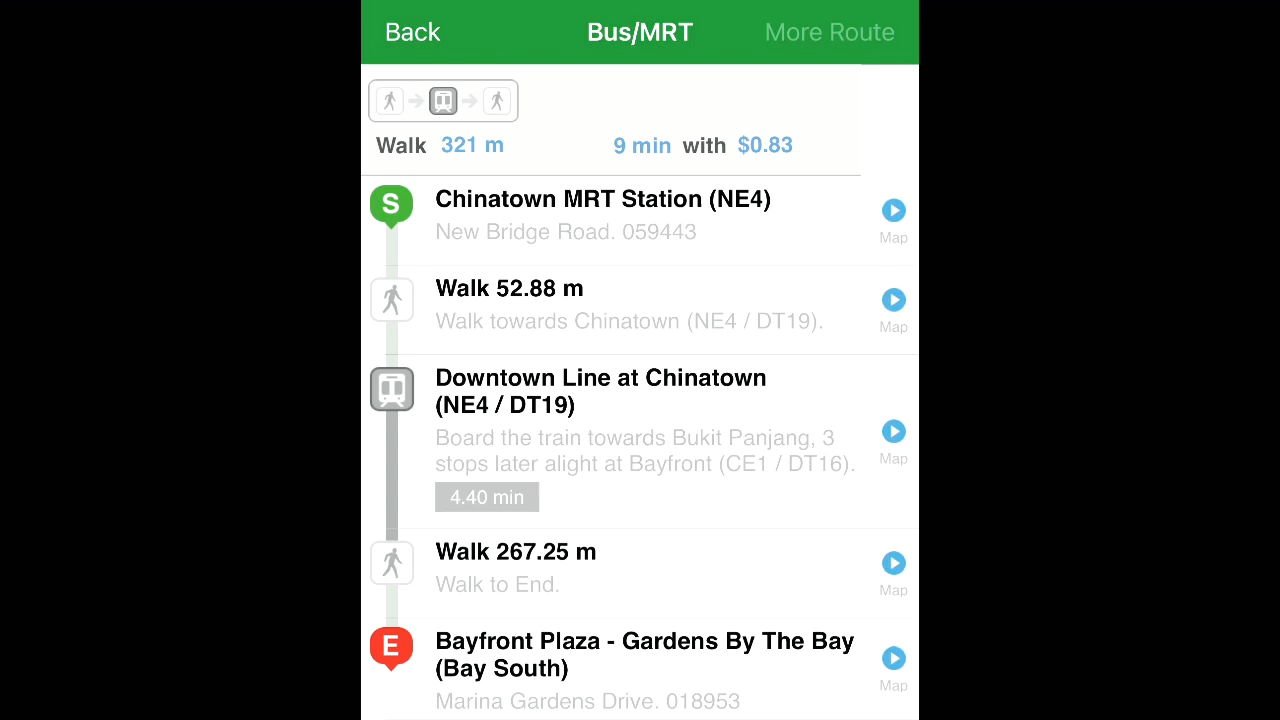 Back Bus/MRT More Route
Walk 321 m 9 min with $0.83
S Chinatown MRT Station (NE4)
New Bridge Road. 059443
Map
Walk 52.88 m
Walk towards Chinatown (NE4 / DT19).
Map
Downtown Line at Chinatown
(NE4 / DT19)
Board the train towards Bukit Panjang, 3
stops later alight at Bayfront (CE1 / DT16).
Map
4.40 min
Walk 267.25 m
Walk to End.
Map
E Bayfront Plaza - Gardens By The Bay
(Bay South)
Map
Marina Gardens Drive. 018953